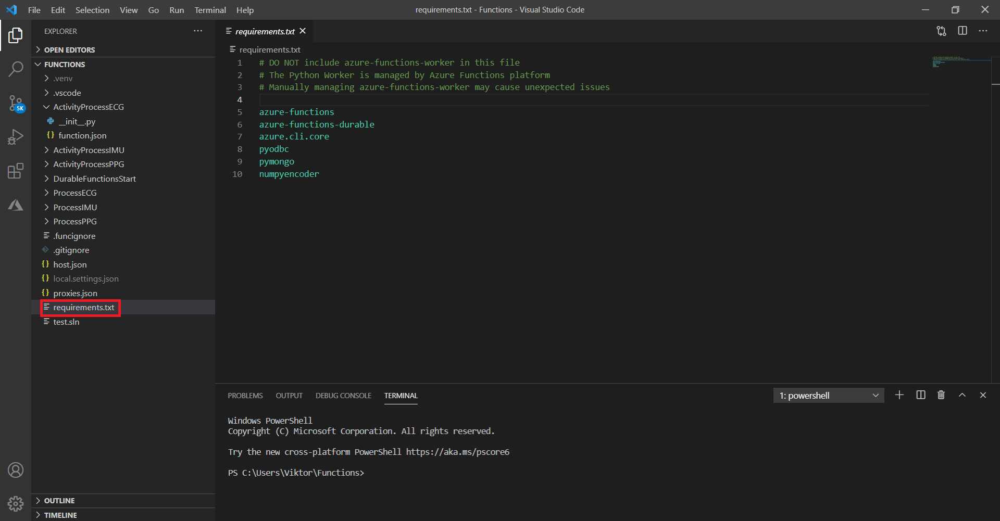 File Edit Selection View Go Run Terminal Help
requirements.txt - Functions - Visual Studio Code
EXPLORER
OPEN EDITORS
FUNCTIONS
.venv
.vscode
ActivityProcessECG
__init__.py
function.json
ActivityProcessIMU
ActivityProcessPPG
DurableFunctionsStart
ProcessECG
ProcessIMU
ProcessPPG
.funcignore
.gitignore
host.json
local.settings.json
proxies.json
requirements.txt
test.sln
OUTLINE
TIMELINE
5K
requirements.txt
requirements.txt
1 # DO NOT include azure-functions-worker in this file
2 # The Python Worker is managed by Azure Functions platform
3 # Manually managing azure-functions-worker may cause unexpected issues
4
5 azure-functions
6 azure-functions-durable
7 azure.cli.core
8 pyodbc
9 pymongo
10 numpyencoder
PROBLEMS OUTPUT DEBUG CONSOLE TERMINAL
1: powershell
Windows PowerShell
Copyright (C) Microsoft Corporation. All rights reserved.
Try the new cross-platform PowerShell https://aka.ms/pscore6
PS C:\Users\Viktor\Functions>